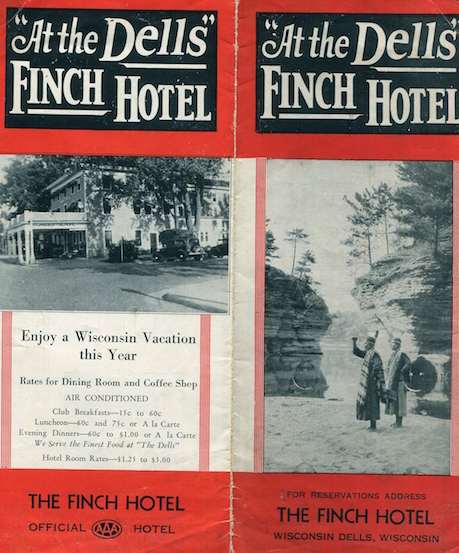 "At the Dells"
FINCH HOTEL
Enjoy a Wisconsin Vacation
this Year
Rates for Dining Room and Coffee Shop
AIR CONDITIONED
Club Breakfasts—15c to 60c
Luncheon—60c and 75c or A la Carte
Evening Dinners—60c to $1.00 or A la Carte
We Serve the Finest Food at "The Dells"
Hotel Room Rates—$1.25 to $3.00
THE FINCH HOTEL
OFFICIAL AAA HOTEL
"At the Dells"
FINCH HOTEL
FOR RESERVATIONS ADDRESS
THE FINCH HOTEL
WISCONSIN DELLS, WISCONSIN